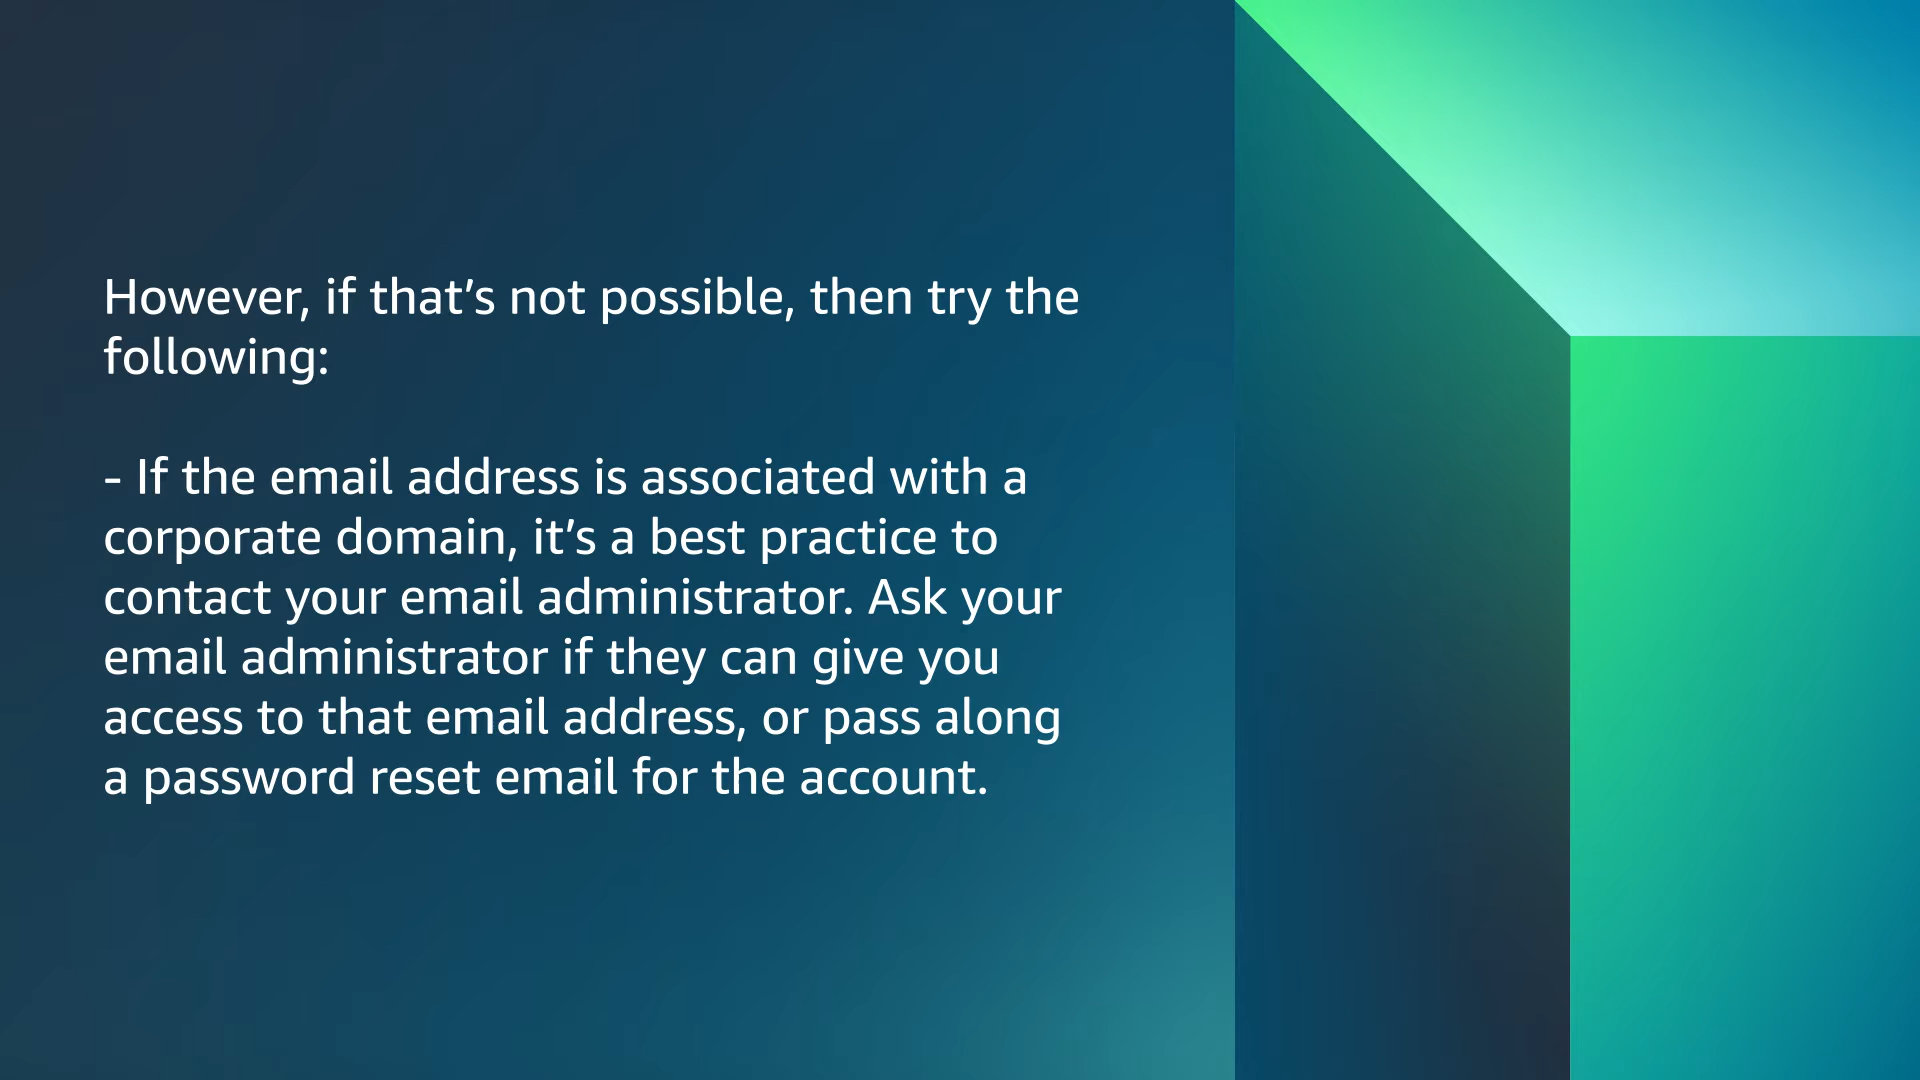 However, if that’s not possible, then try the
following:
- If the email address is associated with a
corporate domain, it’s a best practice to
contact your email administrator. Ask your
email administrator if they can give you
access to that email address, or pass along
a password reset email for the account.